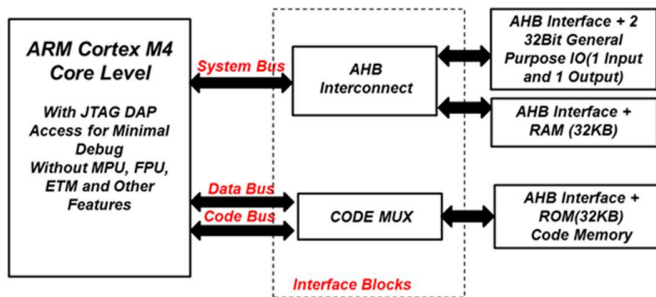 ARM Cortex M4
Core Level
With JTAG DAP
Access for Minimal
Debug
Without MPU, FPU,
ETM and Other
Features
System Bus
Data Bus
Code Bus
AHB
Interconnect
CODE MUX
Interface Blocks
AHB Interface + 2
32Bit General
Purpose IO(1 Input
and 1 Output)
AHB Interface +
RAM (32KB)
AHB Interface +
ROM(32KB)
Code Memory